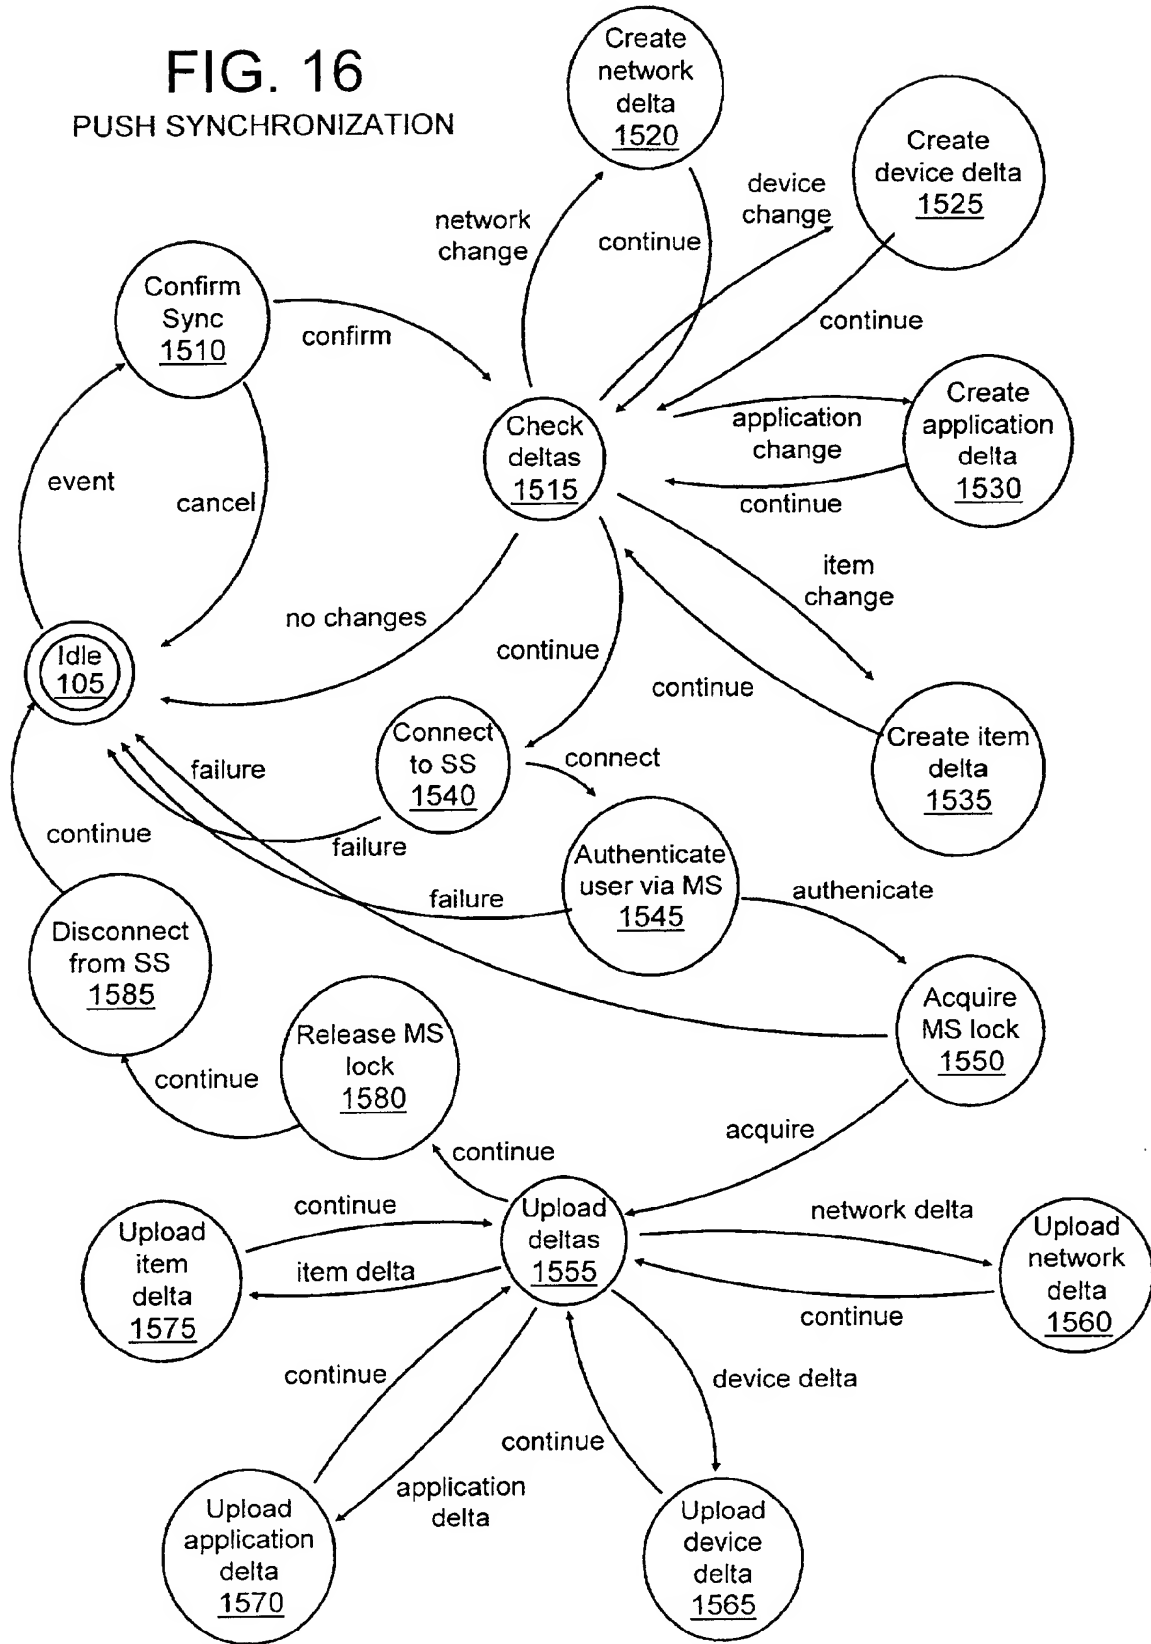 FIG. 16
PUSH SYNCHRONIZATION
Create
network
delta
1520
Create
device delta
1525
device
change
network
change
continue
continue
Confirm
Sync
1510
confirm
Check
deltas
1515
application
change
continue
Create
application
delta
1530
event
cancel
item
change
no changes
continue
continue
Idle
105
Connect
to SS
1540
connect
Create item
delta
1535
failure
failure
continue
Authenticate
user via MS
1545
failure
authenicate
Disconnect
from SS
1585
Acquire
MS lock
1550
Release MS
lock
1580
continue
acquire
continue
Upload
deltas
1555
continue
item delta
Upload
item
delta
1575
network delta
continue
Upload
network
delta
1560
continue
device delta
continue
application
delta
Upload
application
delta
1570
Upload
device
delta
1565